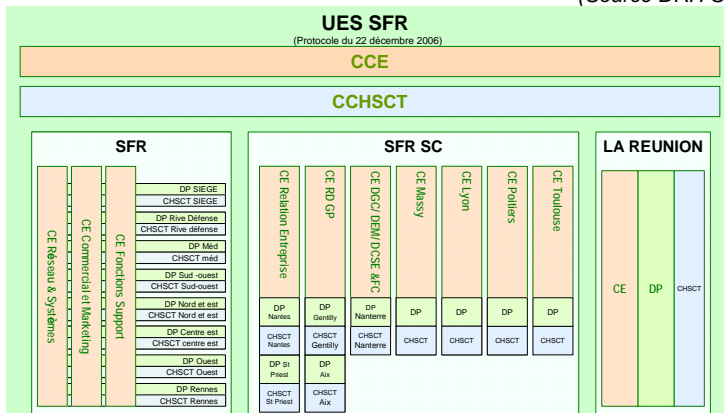 (Source DRH S
UES SFR
(Protocole du 22 décembre 2006)
CCE
CCHSCT
SFR
CE Réseau & Systèmes
CE Commercial et Marketing
CE Fonctions Support
DP SIEGE
CHSCT SIEGE
DP Rive Défense
CHSCT Rive défense
DP Méd
CHSCT méd
DP Sud -ouest
CHSCT Sud-ouest
DP Nord et est
CHSCT Nord et est
DP Centre est
CHSCT centre est
DP Ouest
CHSCT Ouest
DP Rennes
CHSCT Rennes
SFR SC
CE Relation Entreprise
DP
Nantes
CHSCT
Nantes
DP St
Priest
CHSCT
St Priest
CE RD GP
DP
Gentilly
CHSCT
Gentilly
DP
Aix
CHSCT
Aix
CE DGC/ DEM/ DCSE &FC
DP
Nanterre
CHSCT
Nanterre
CE Massy
DP
CHSCT
CE Lyon
DP
CHSCT
CE Poitiers
DP
CHSCT
CE Toulouse
DP
CHSCT
LA REUNION
CE
DP
CHSCT